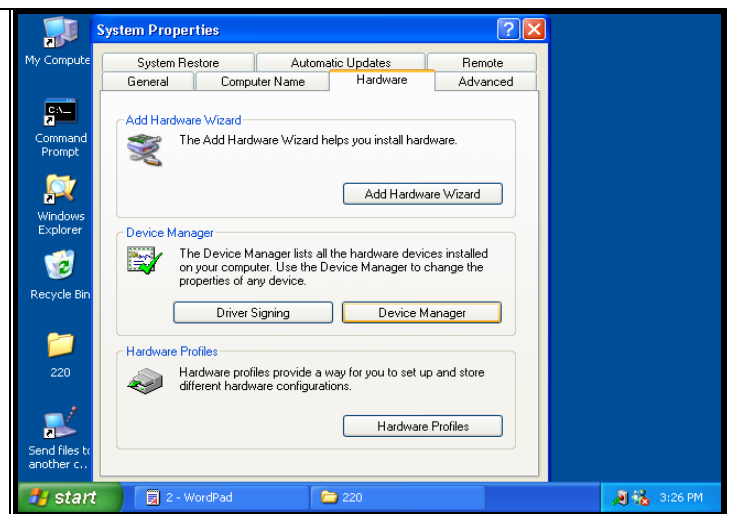 My Compute
Command
Prompt
Windows
Explorer
Recycle Bin
220
Send files to
another c..
System Properties
System Restore
Automatic Updates
Remote
General
Computer Name
Hardware
Advanced
Add Hardware Wizard
The Add Hardware Wizard helps you install hardware.
Add Hardware Wizard
Device Manager
The Device Manager lists all the hardware devices installed
on your computer. Use the Device Manager to change the
properties of any device.
Driver Signing
Device Manager
Hardware Profiles
Hardware profiles provide a way for you to set up and store
different hardware configurations.
Hardware Profiles
start
2 - WordPad
220
3:26 PM